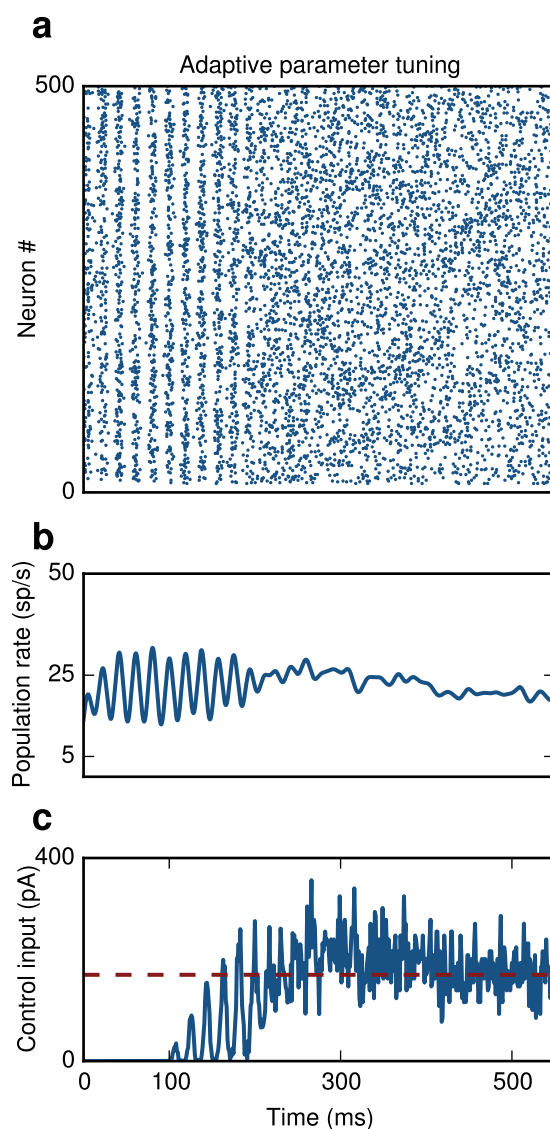 a
Adaptive parameter tuning
500
Neuron #
0
b
50
Population rate (sp/s)
25
5
c
400
Control input (pA)
0
0 100 300 500
Time (ms)